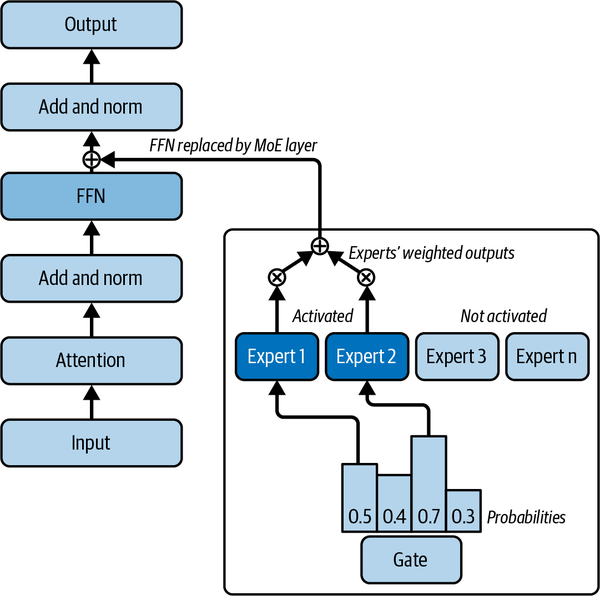 Output
Add and norm
FFN replaced by MoE layer
FFN
Experts' weighted outputs
Add and norm
Activated
Not activated
Expert 1
Expert 2
Expert 3
Expert n
Attention
Input
0.5
0.4
0.7
0.3
Probabilities
Gate